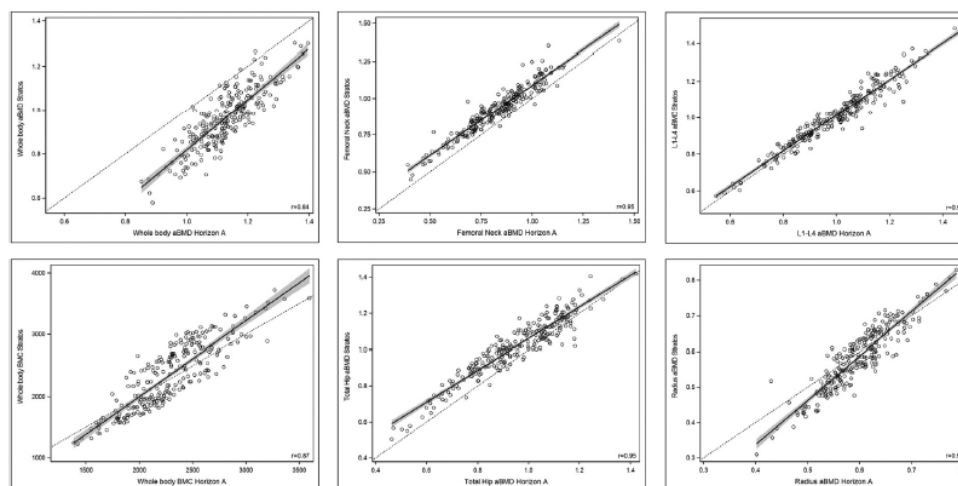 1.4
1.2
1.0
0.8
0.6
Whole body aBMD Stratos
0.6 0.8 1.0 1.2 1.4
Whole body aBMD Horizon A
r=0.84
1.50
1.25
1.00
0.75
0.50
0.25
Femoral Neck aBMD Stratos
0.25 0.50 0.75 1.00 1.25 1.50
Femoral Neck aBMD Horizon A
r=0.95
1.4
1.2
1.0
0.8
0.6
L1-L4 aBMC Stratos
0.6 0.8 1.0 1.2 1.4
L1-L4 aBMD Horizon A
4000
3000
2000
1000
Whole body BMC Stratos
1500 2000 2500 3000 3500
Whole body BMC Horizon A
r=0.87
1.4
1.2
1.0
0.8
0.6
0.4
Total Hip aBMD Stratos
0.4 0.6 0.8 1.0 1.2 1.4
Total Hip aBMD Horizon A
r=0.95
0.8
0.7
0.6
0.5
0.4
0.3
Radius aBMD Stratos
0.3 0.4 0.5 0.6 0.7
Radius aBMD Horizon A